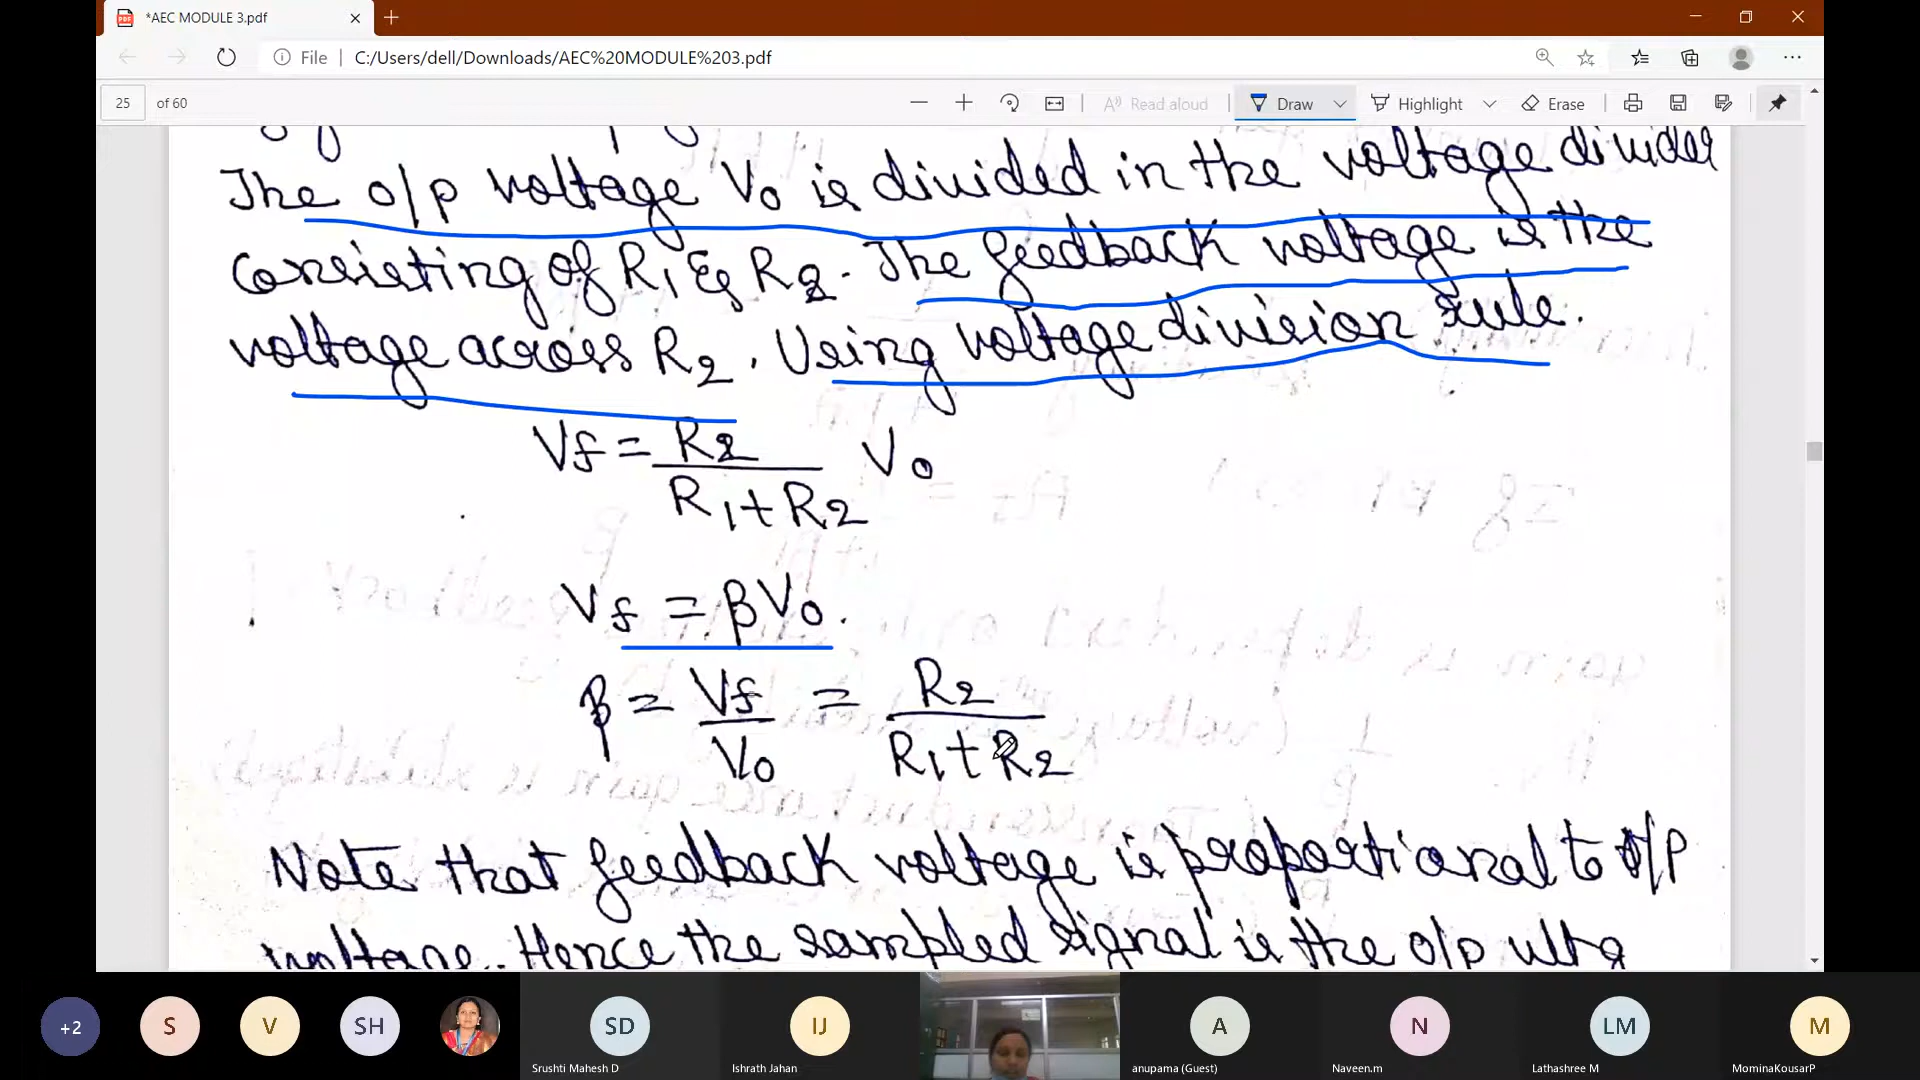 *AEC MODULE 3.pdf
File C:/Users/dell/Downloads/AEC%20MODULE%203.pdf
25 of 60 Read aloud Draw Highlight Erase
The o/p voltage Vo is divided in the voltage divider
consisting of R1 & R2. The feedback voltage is the
voltage across R2. Using voltage division rule.
Vf = R2 / R1+R2 Vo
Vf = βVo.
β = Vf / Vo = R2 / R1+R2
Note that feedback voltage is proportional to o/p
voltage. Hence the sampled signal is the o/p vltg
+2 S V SH SD IJ A N LM M
Srushti Mahesh D Ishrath Jahan anupama (Guest) Naveen.m Lathashree M MominaKousarP